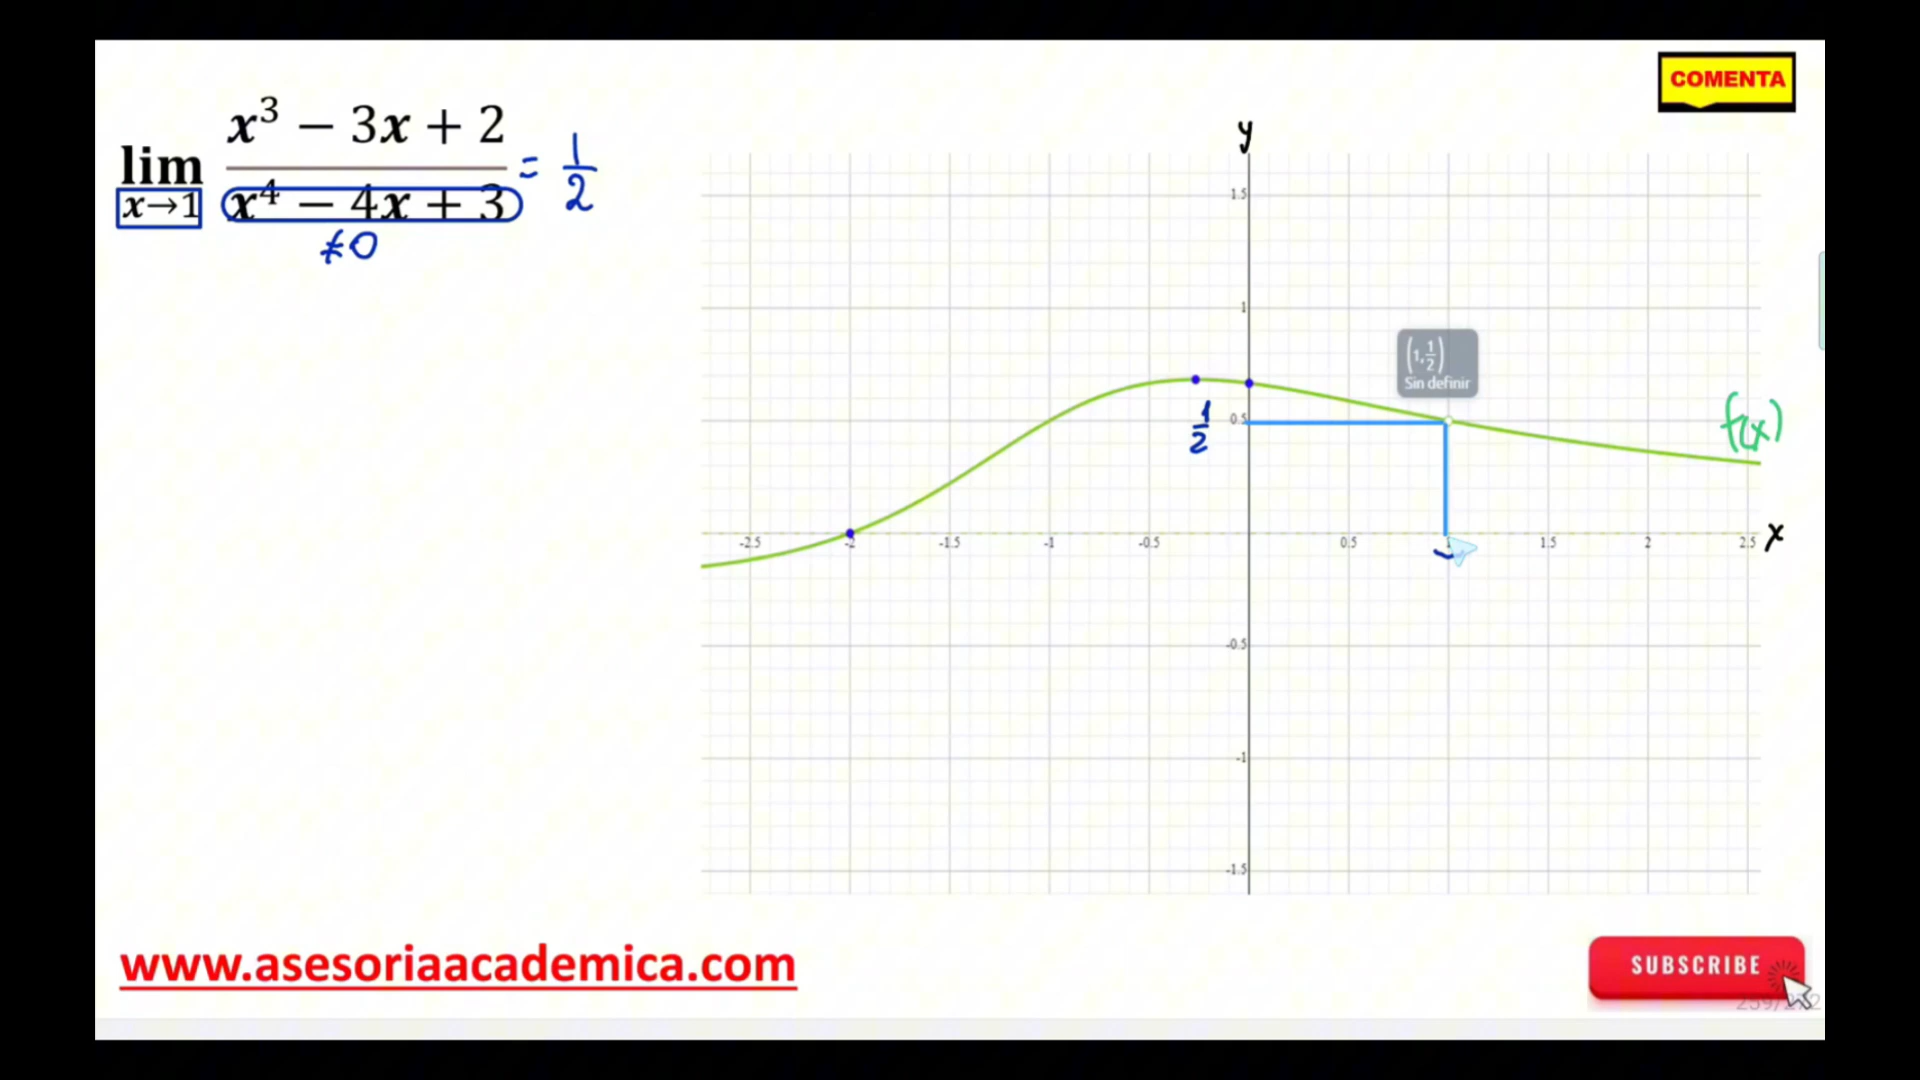 COMENTA
lim x→1 x³ − 3x + 2 / x⁴ − 4x + 3 = 1/2
≠0
y
1.5
1
(1, 1/2)
Sin definir
f(x)
1/2
0.5
-2.5 -2 -1.5 -1 -0.5 0.5 1 1.5 2 2.5 x
-0.5
-1
-1.5
www.asesoriaacademica.com
SUBSCRIBE